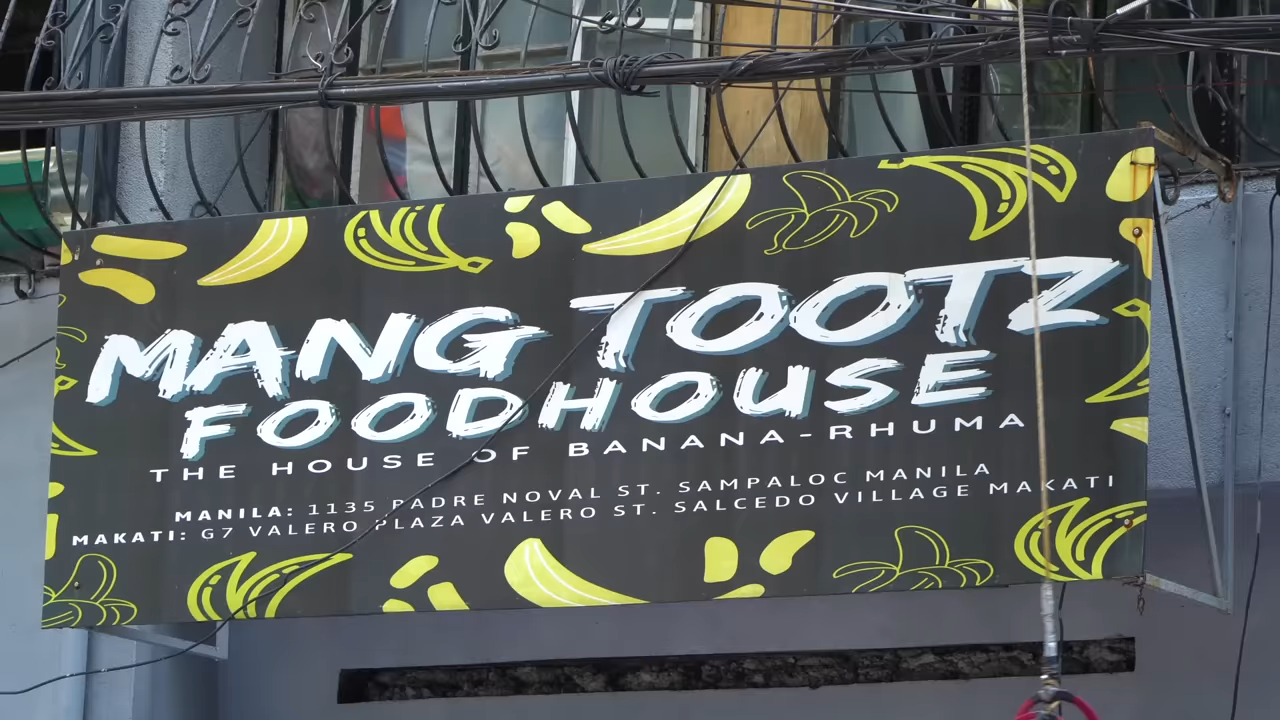 MANG TOOTZ
FOODHOUSE
THE HOUSE OF BANANA-RHUMA
MANILA: 1135 PADRE NOVAL ST. SAMPALOC MANILA
MAKATI: G7 VALERO PLAZA VALERO ST. SALCEDO VILLAGE MAKATI